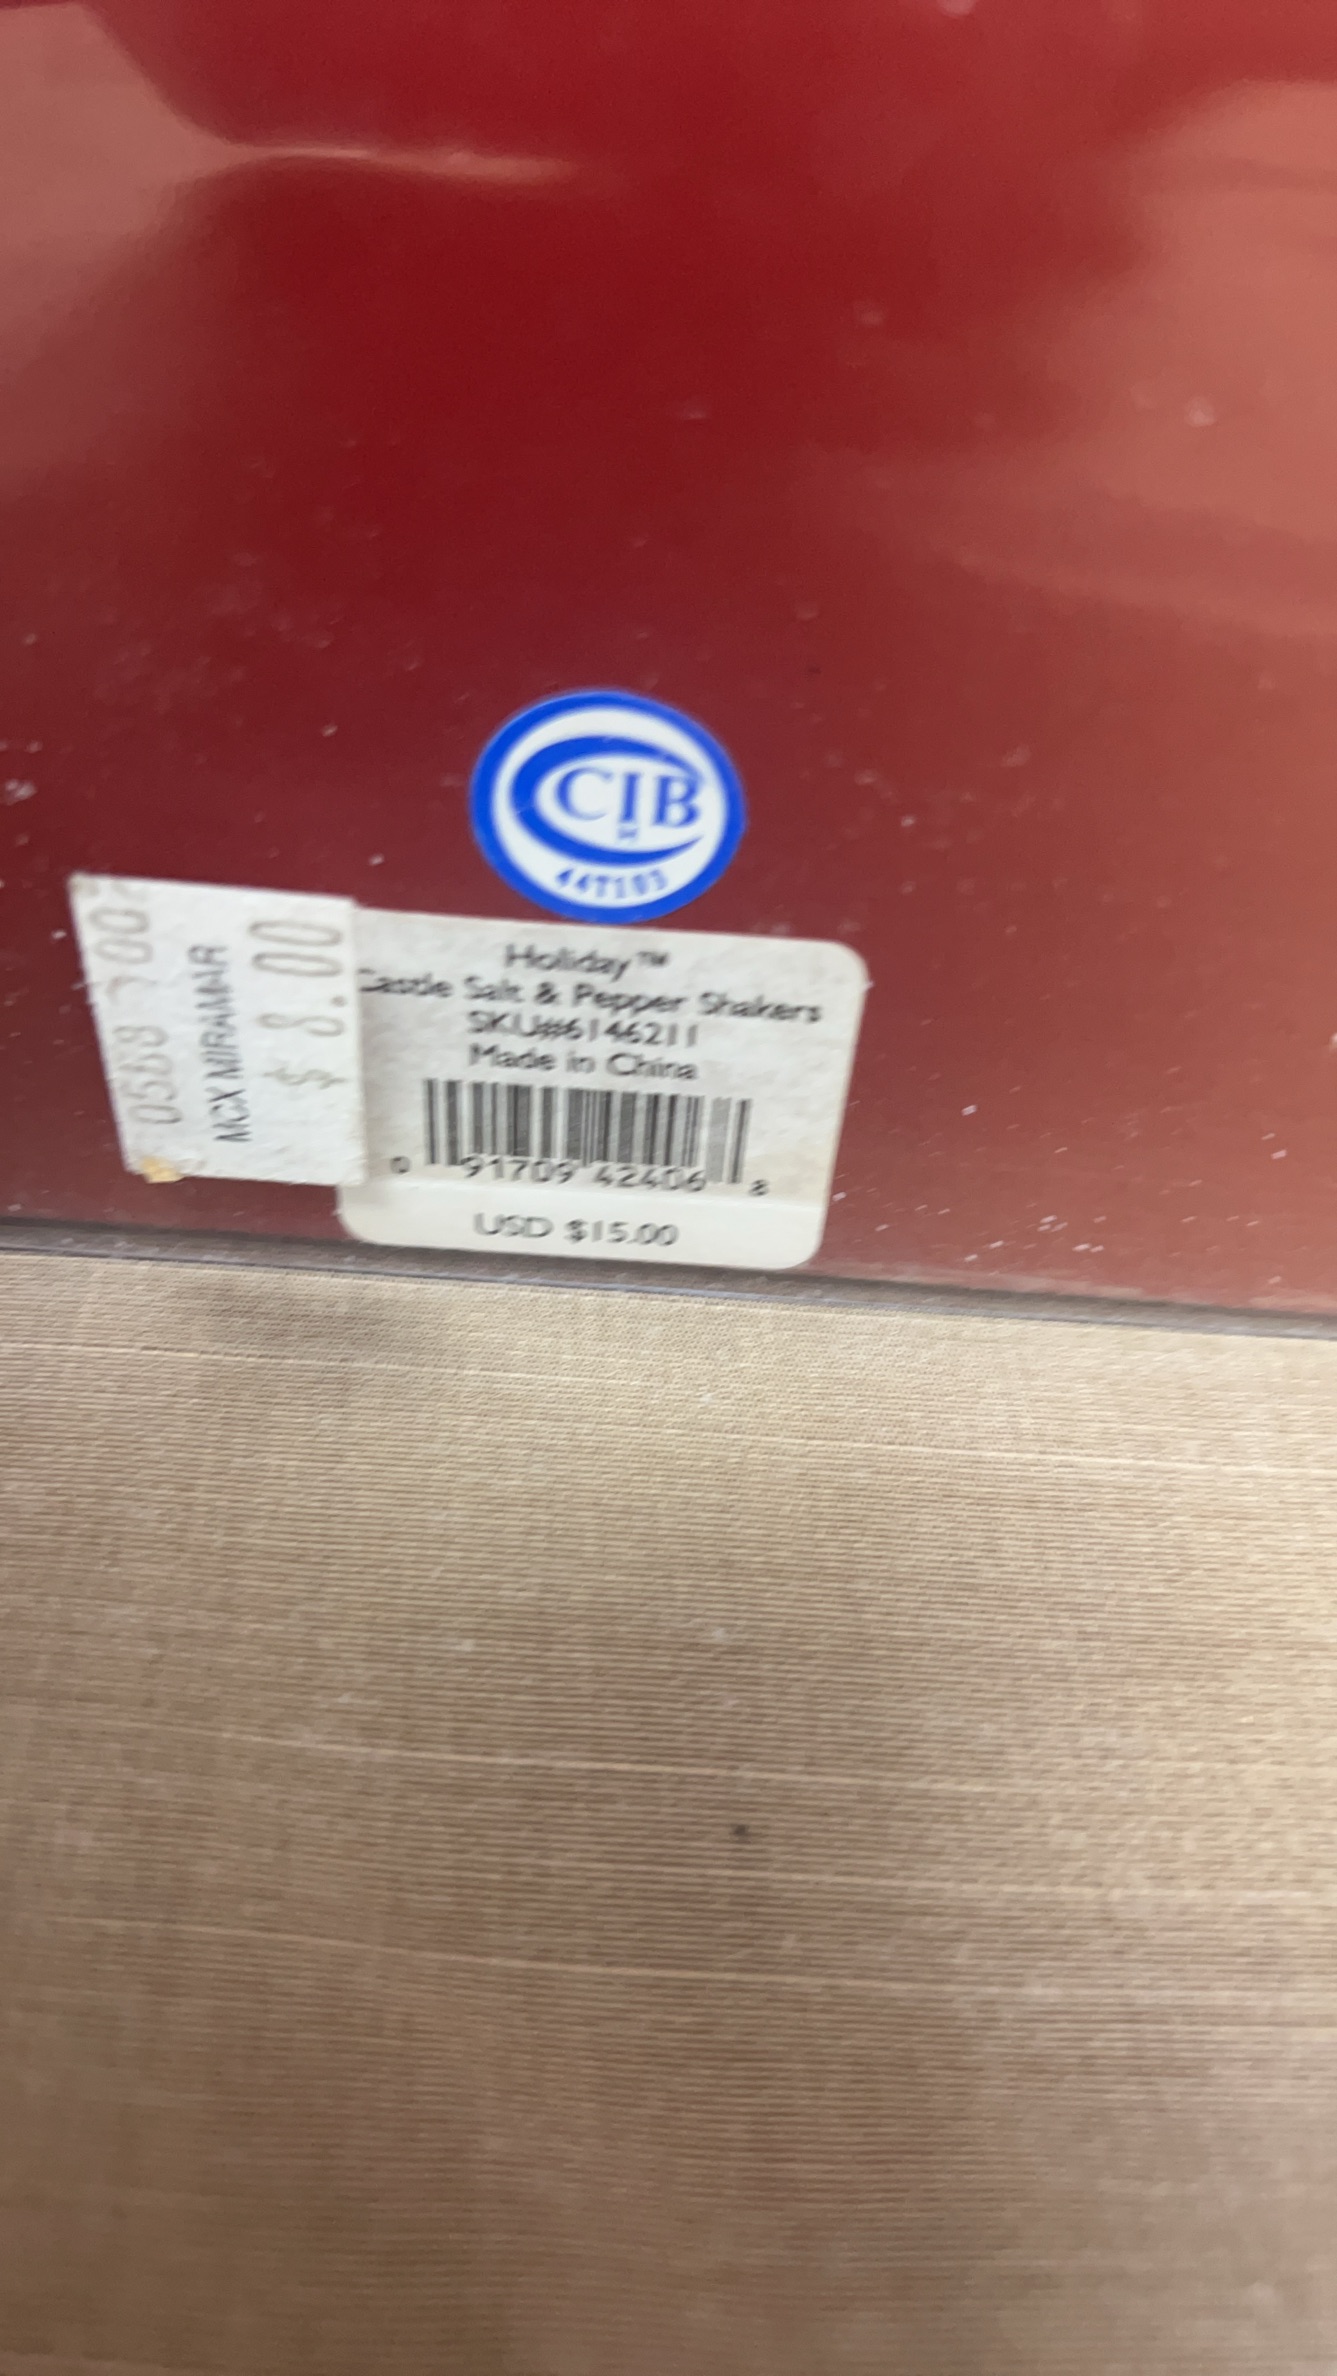 CIB
H
44T103
Holiday™
Castle Salt & Pepper Shakers
SKU#6146211
Made in China
0 91709 42406 8
USD $15.00
MCX MIRAMAR
$ 8.00